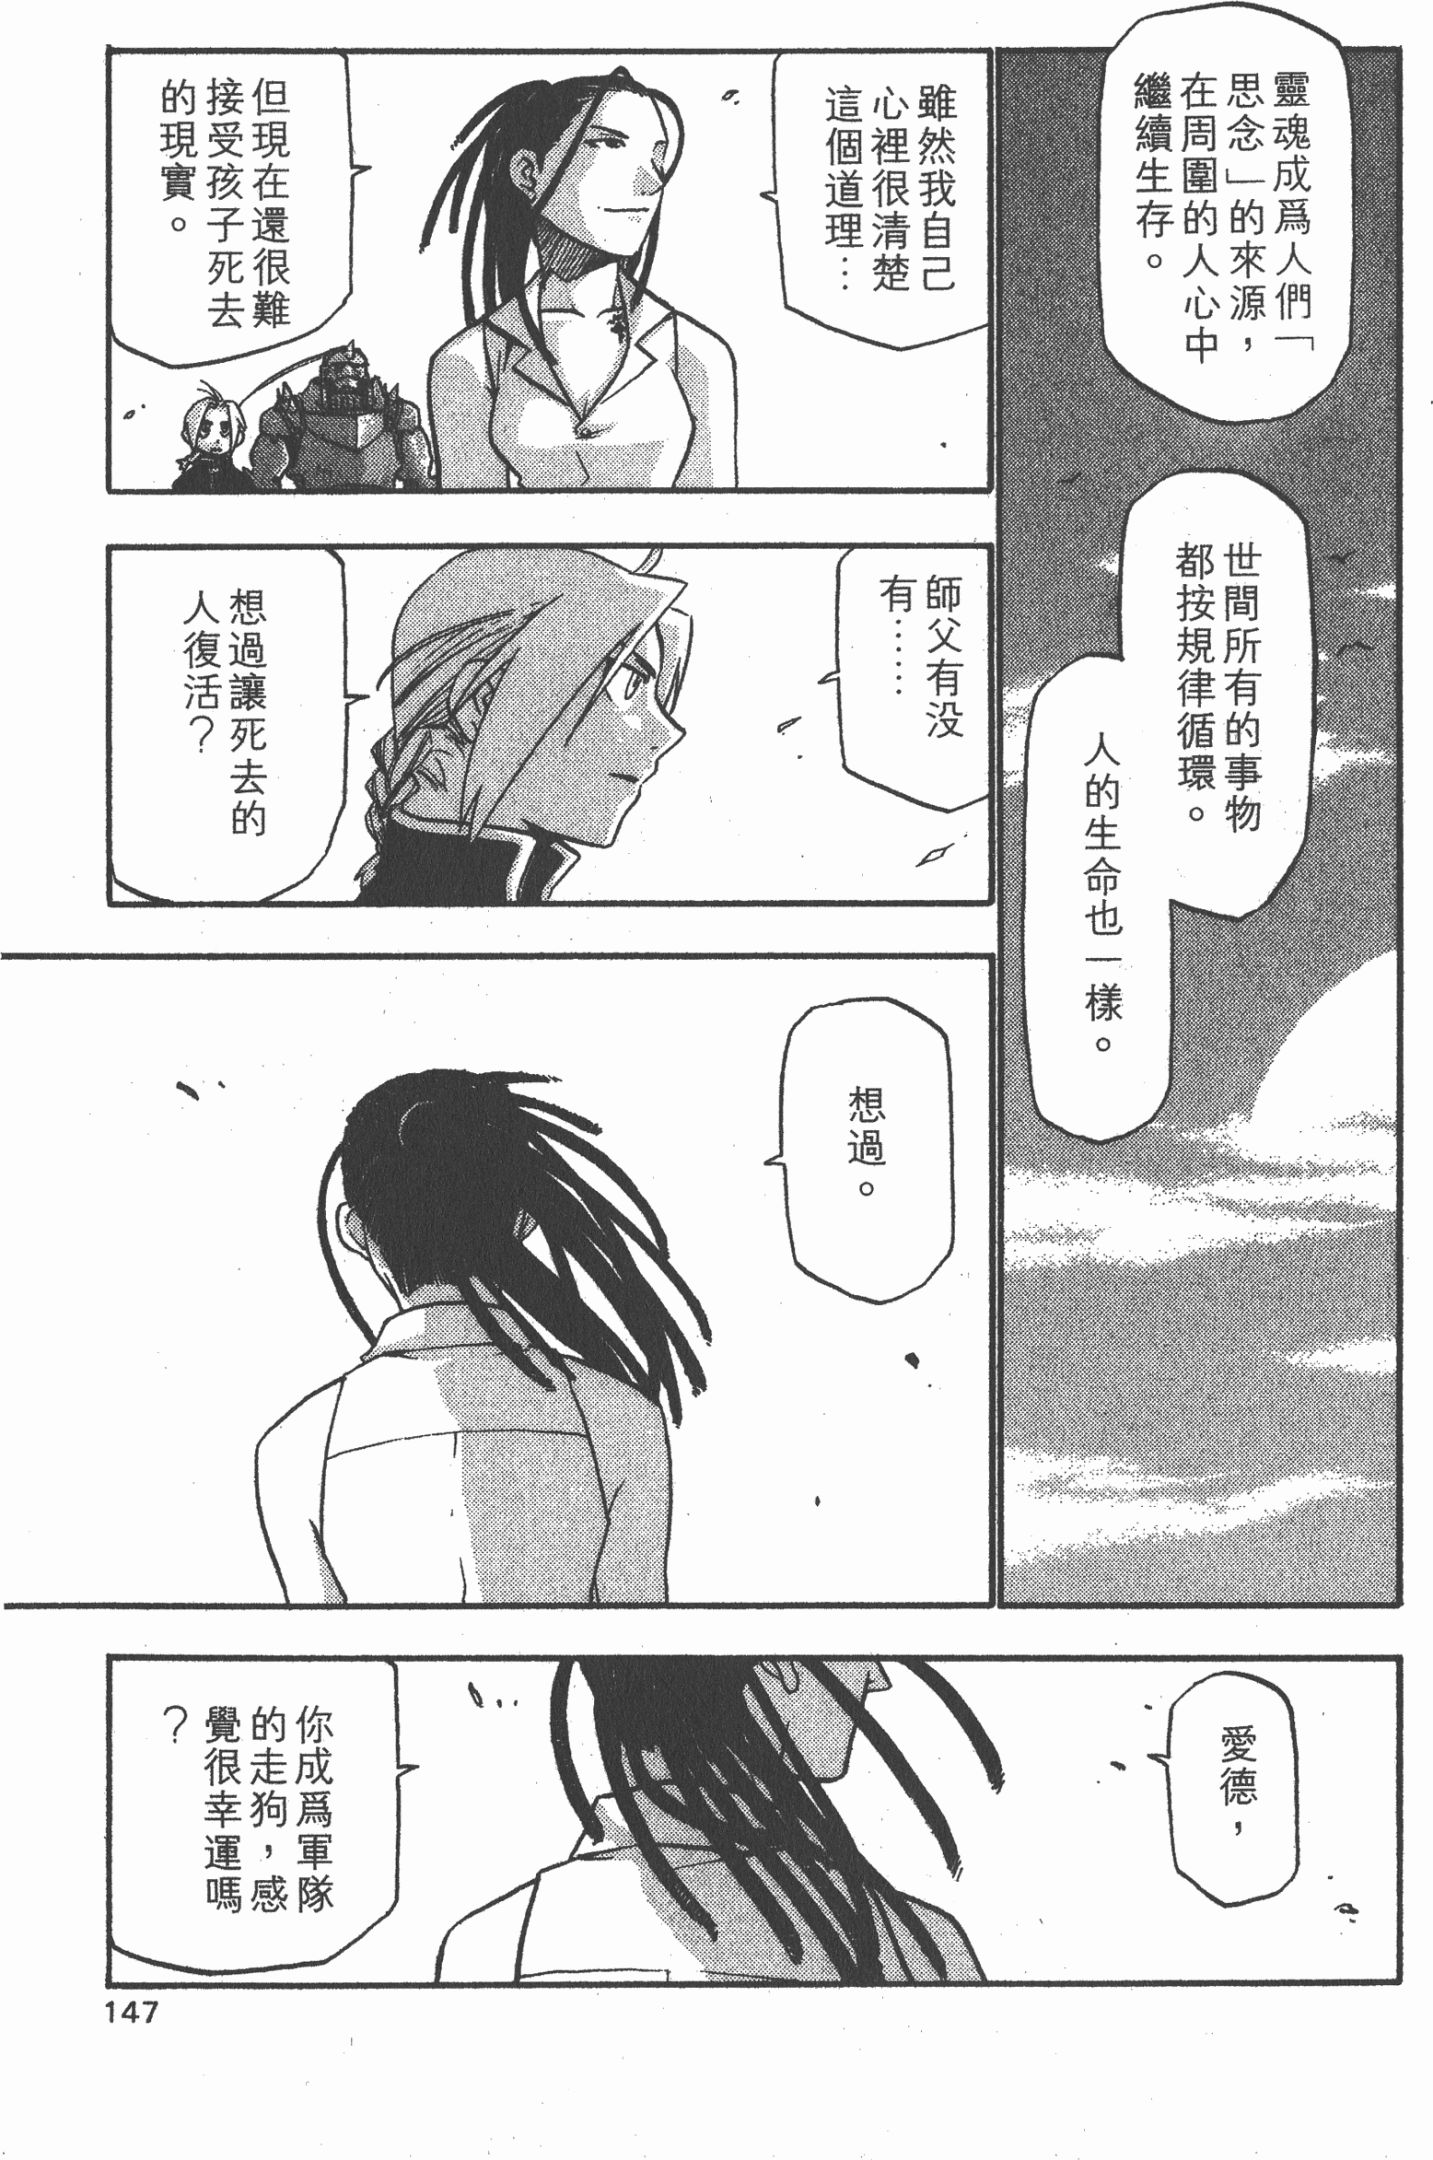 靈魂成爲人們「
思念」的來源，
在周圍的人心中
繼續生存。
世間所有的事物
都按規律循環。
人的生命也一樣。
雖然我自己
心裡很清楚
這個道理…
但現在還很難
接受孩子死去
的現實。
師父有没
有……
想過讓死去的
人復活？
想過。
愛德，
你成爲軍隊
的走狗，感
覺很幸運嗎
？
147